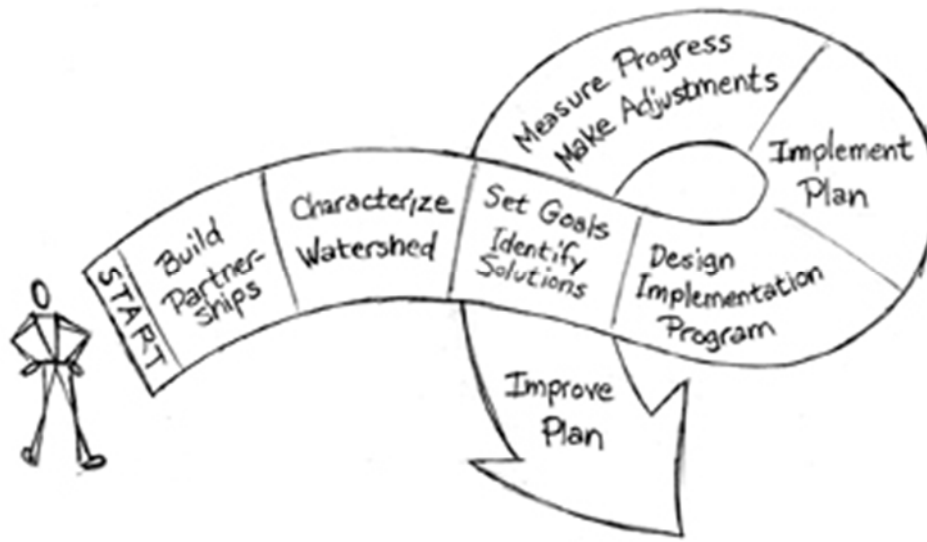 START
Build
Partner-
ships
Characterize
Watershed
Set Goals
Identify
Solutions
Design
Implementation
Program
Implement
Plan
Measure Progress
Make Adjustments
Improve
Plan